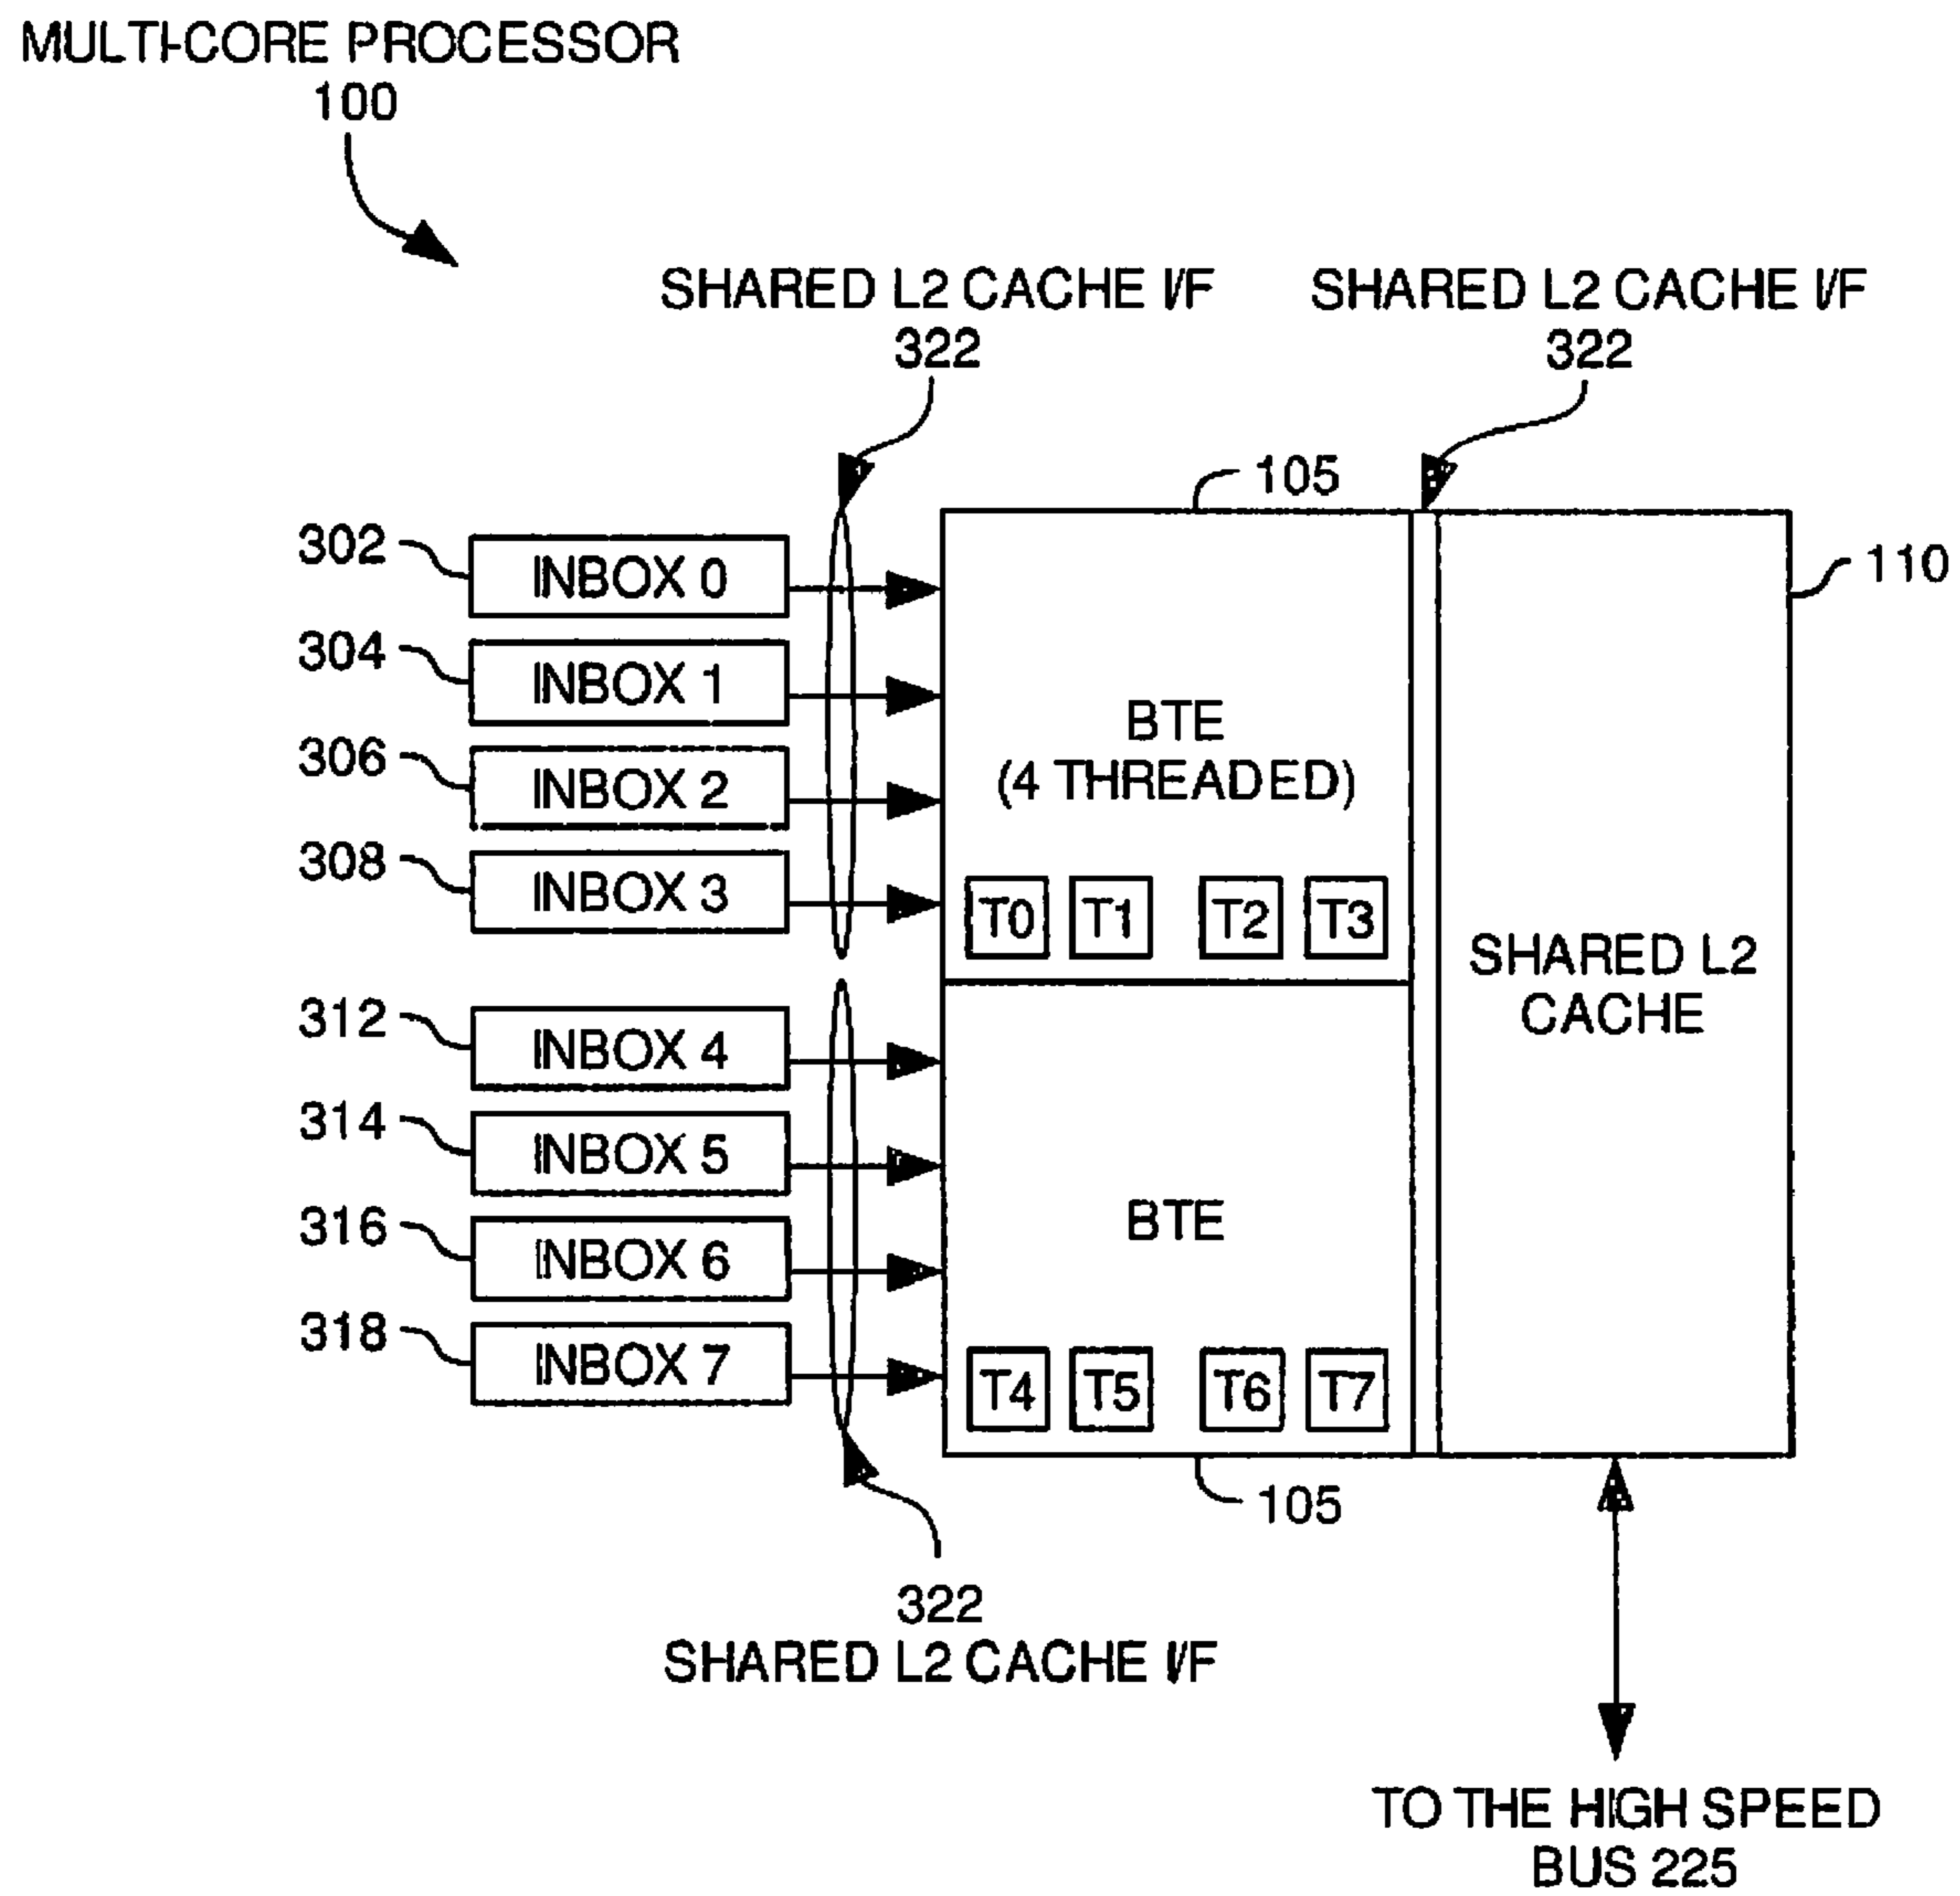 MULTI-CORE PROCESSOR
100
SHARED L2 CACHE I/F
322
SHARED L2 CACHE I/F
322
105
110
302
INBOX 0
304
INBOX 1
306
INBOX 2
308
INBOX 3
BTE
(4 THREADED)
T0
T1
T2
T3
SHARED L2
CACHE
312
INBOX 4
314
INBOX 5
316
INBOX 6
318
INBOX 7
BTE
T4
T5
T6
T7
105
322
SHARED L2 CACHE I/F
TO THE HIGH SPEED
BUS 225